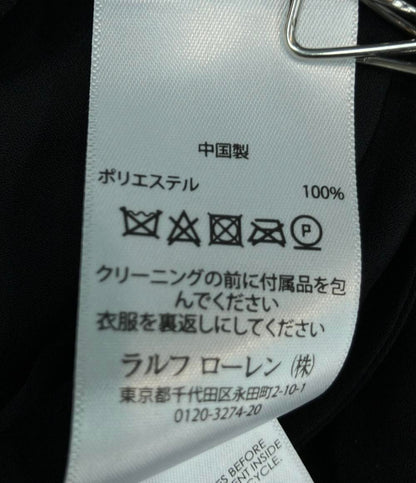 中国製
ポリエステル 100%
P
クリーニングの前に付属品を包
んでください
衣服を裏返しにしてください
ラルフ ローレン (株)
東京都千代田区永田町2-10-1
0120-3274-20
BEFORE
INSIDE
RECYCLE